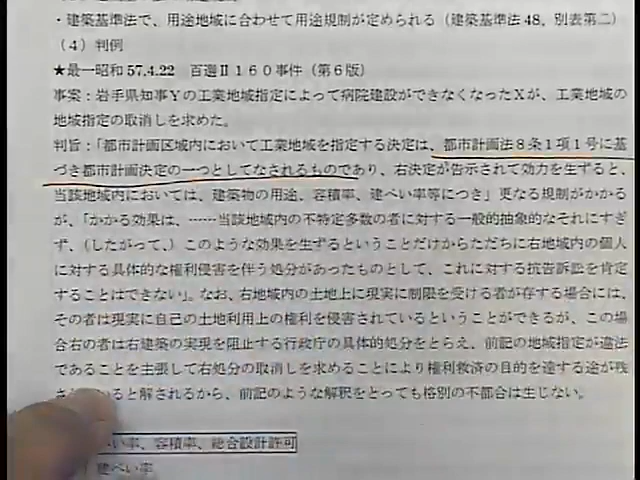 ・建築基準法で、用途地域に合わせて用途規制が定められる（建築基準法 48、別表第二）
（4）判例
★最一昭和 57.4.22　百選Ⅱ１６０事件（第６版）
事案：岩手県知事Ｙの工業地域指定によって病院建設ができなくなったＸが、工業地域の
地域指定の取消しを求めた。
判旨：「都市計画区域内において工業地域を指定する決定は、都市計画法８条１項１号に基
づき都市計画決定の一つとしてなされるものであり、右決定が告示されて効力を生ずると、
当該地域内においては、建築物の用途、容積率、建ぺい率等につき」更なる規制がかかる
が、「かかる効果は、……当該地域内の不特定多数の者に対する一般的抽象的なそれにすぎ
ず、（したがって、）このような効果を生ずるということだけからただちに右地域内の個人
に対する具体的な権利侵害を伴う処分があったものとして、これに対する抗告訴訟を肯定
することはできない」。なお、右地域内の土地上に現実に制限を受ける者が存する場合には、
その者は現実に自己の土地利用上の権利を侵害されているということができるが、この場
合右の者は右建築の実現を阻止する行政庁の具体的処分をとらえ、前記の地域指定が違法
であることを主張して右処分の取消しを求めることにより権利救済の目的を達する途が残
さ　　　ると解されるから、前記のような解釈をとっても格別の不都合は生じない。
い率、容積率、総合設計許可
建ぺい率